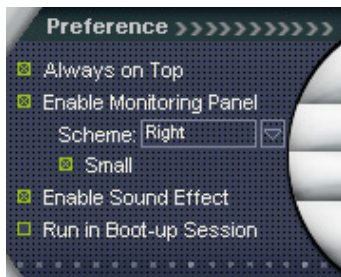 Preference >>>>>>>>>>>
Always on Top
Enable Monitoring Panel
Scheme: Right
Small
Enable Sound Effect
Run in Boot-up Session